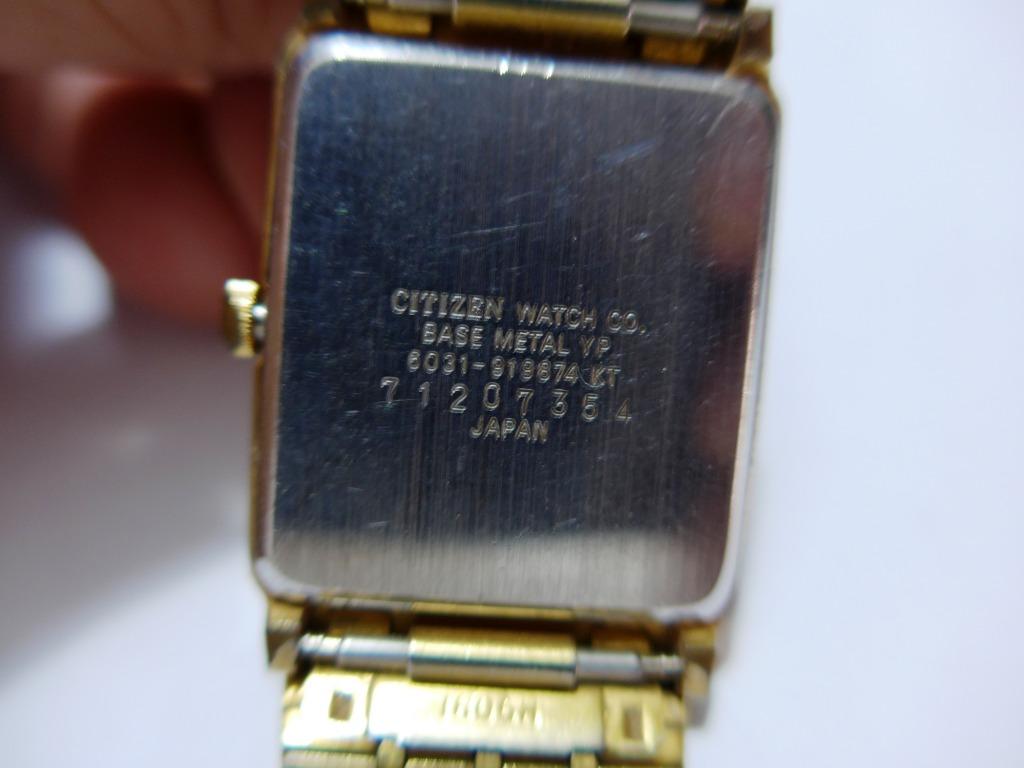 CITIZEN WATCH CO.
BASE METAL YP
6031-919874 KT
71207354
JAPAN